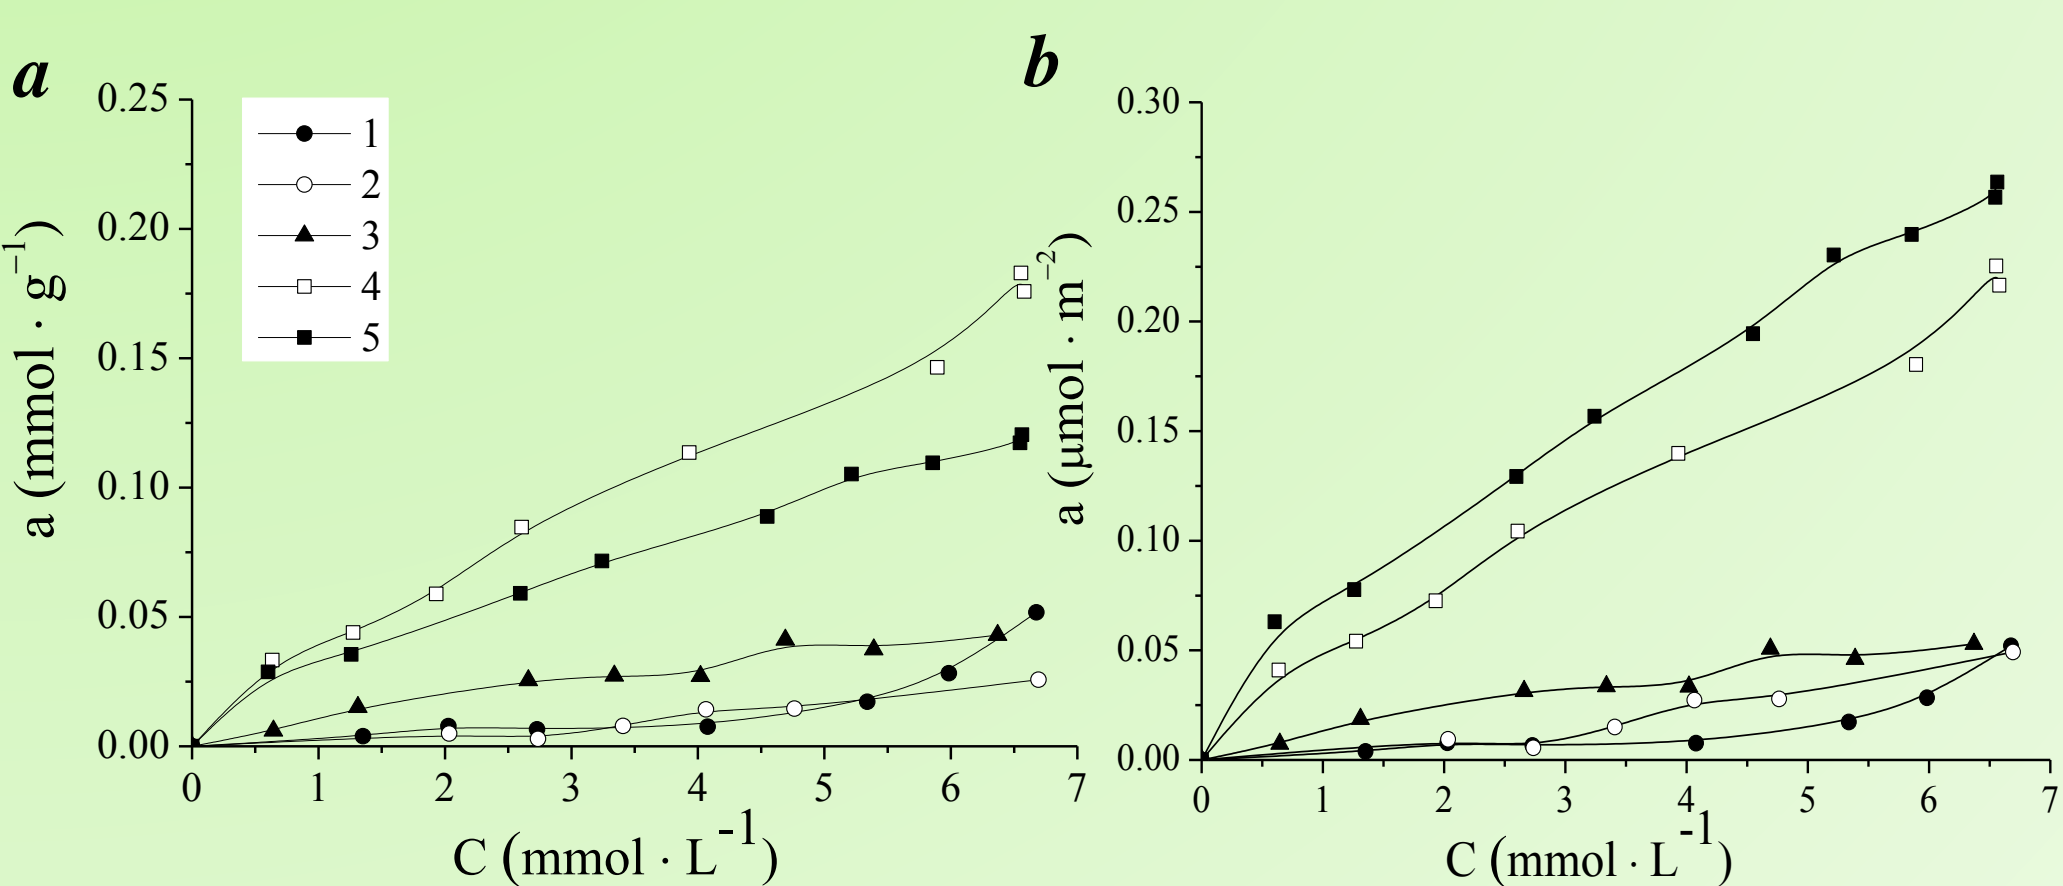 a
0.25
0.20
0.15
0.10
0.05
0.00
a (mmol · g⁻¹)
1
2
3
4
5
0 1 2 3 4 5 6 7
C (mmol · L⁻¹)
b
0.30
0.25
0.20
0.15
0.10
0.05
0.00
a (μmol · m⁻²)
0 1 2 3 4 5 6 7
C (mmol · L⁻¹)